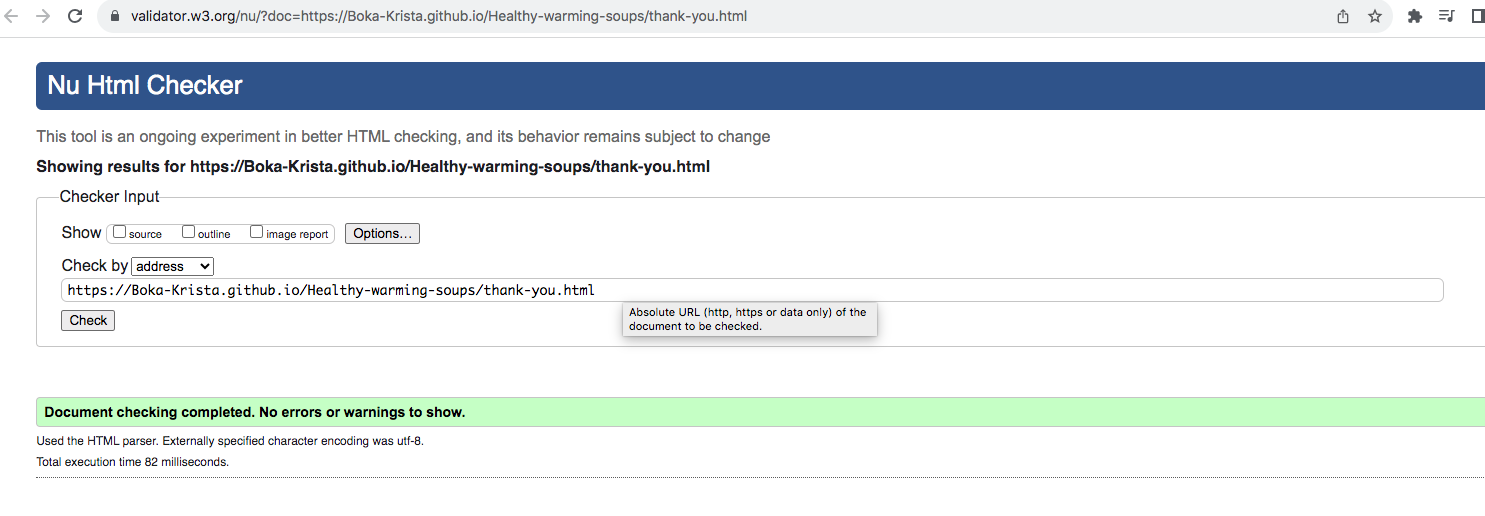 validator.w3.org/nu/?doc=https://Boka-Krista.github.io/Healthy-warming-soups/thank-you.html
Nu Html Checker
This tool is an ongoing experiment in better HTML checking, and its behavior remains subject to change
Showing results for https://Boka-Krista.github.io/Healthy-warming-soups/thank-you.html
Checker Input
Show source outline image report Options...
Check by address
https://Boka-Krista.github.io/Healthy-warming-soups/thank-you.html
Absolute URL (http, https or data only) of the
document to be checked.
Check
Document checking completed. No errors or warnings to show.
Used the HTML parser. Externally specified character encoding was utf-8.
Total execution time 82 milliseconds.